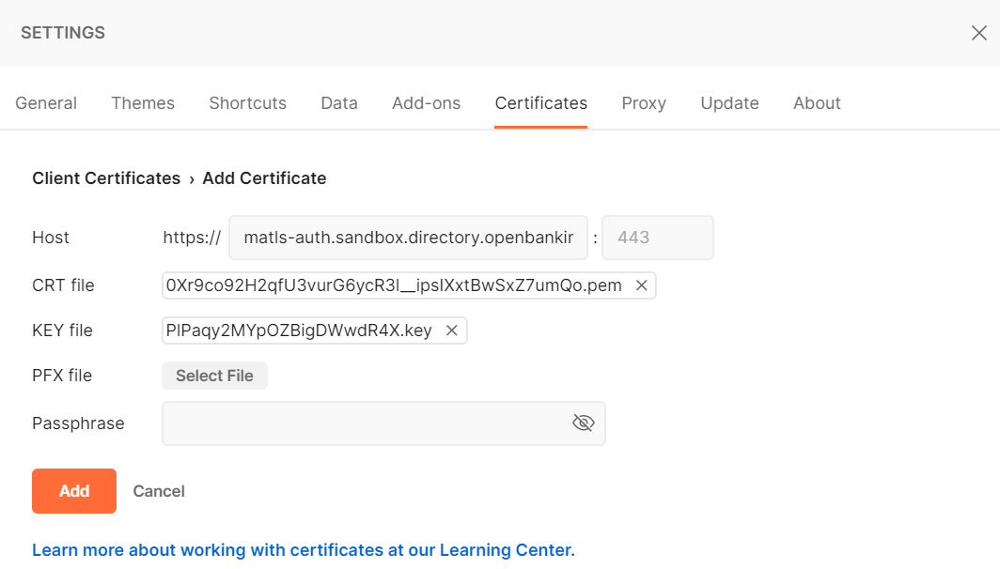 SETTINGS
General Themes Shortcuts Data Add-ons Certificates Proxy Update About
Client Certificates › Add Certificate
Host https:// matls-auth.sandbox.directory.openbankir : 443
CRT file 0Xr9co92H2qfU3vurG6ycR3I__ipsIXxtBwSxZ7umQo.pem
KEY file PlPaqy2MYpOZBigDWwdR4X.key
PFX file Select File
Passphrase
Add Cancel
Learn more about working with certificates at our Learning Center.